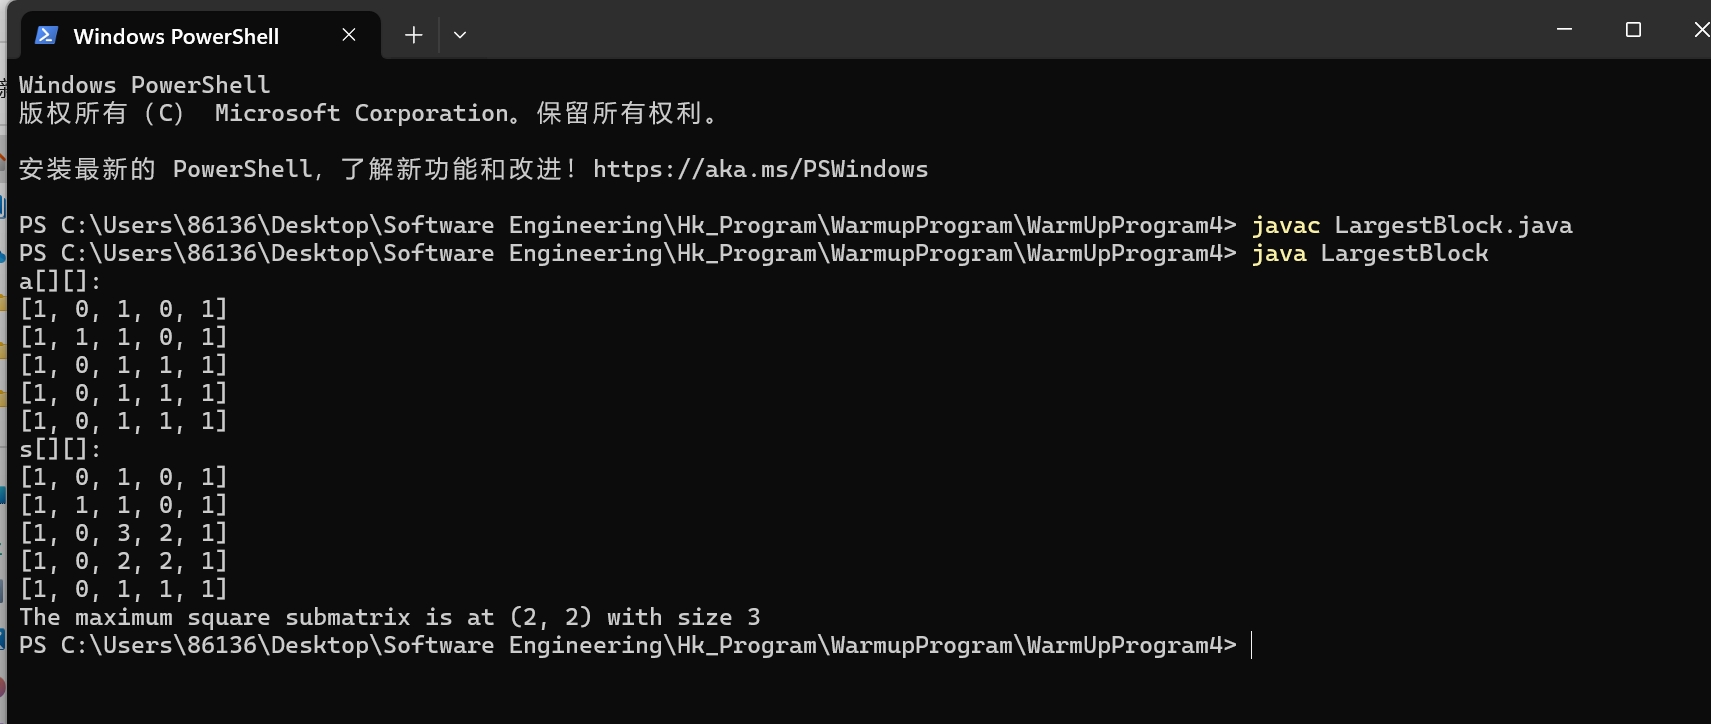 Windows PowerShell
Windows PowerShell
版权所有（C） Microsoft Corporation。保留所有权利。
安装最新的 PowerShell，了解新功能和改进！https://aka.ms/PSWindows
PS C:\Users\86136\Desktop\Software Engineering\Hk_Program\WarmupProgram\WarmUpProgram4> javac LargestBlock.java
PS C:\Users\86136\Desktop\Software Engineering\Hk_Program\WarmupProgram\WarmUpProgram4> java LargestBlock
a[][]:
[1, 0, 1, 0, 1]
[1, 1, 1, 0, 1]
[1, 0, 1, 1, 1]
[1, 0, 1, 1, 1]
[1, 0, 1, 1, 1]
s[][]:
[1, 0, 1, 0, 1]
[1, 1, 1, 0, 1]
[1, 0, 3, 2, 1]
[1, 0, 2, 2, 1]
[1, 0, 1, 1, 1]
The maximum square submatrix is at (2, 2) with size 3
PS C:\Users\86136\Desktop\Software Engineering\Hk_Program\WarmupProgram\WarmUpProgram4>